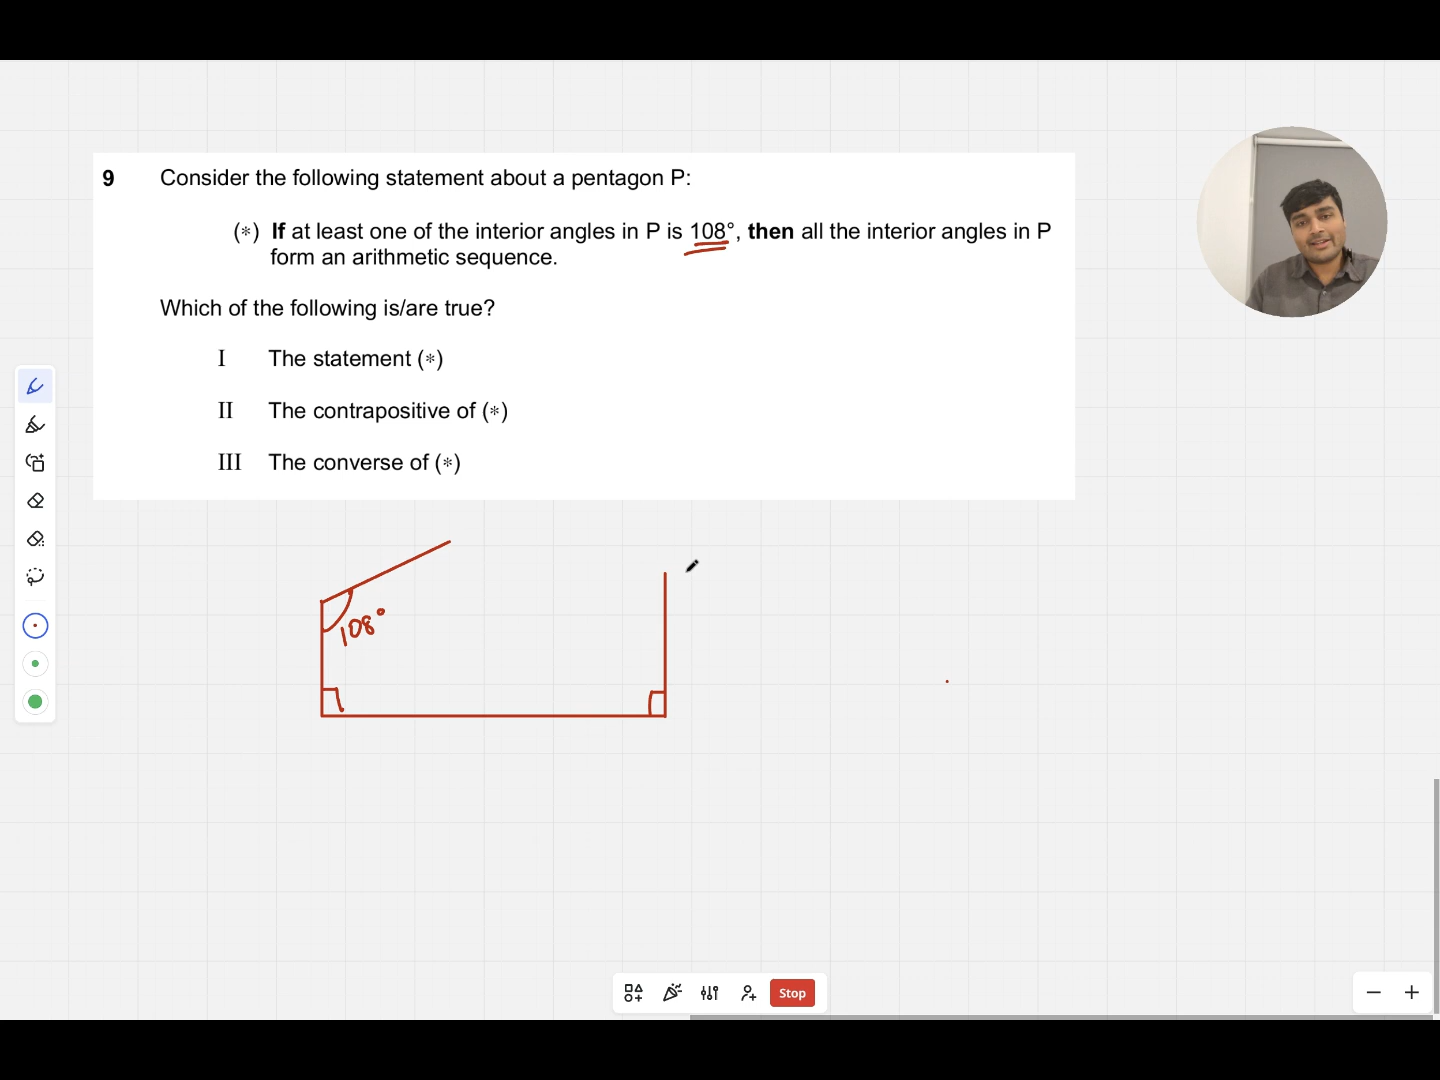 9 Consider the following statement about a pentagon P:
(*) If at least one of the interior angles in P is 108°, then all the interior angles in P
form an arithmetic sequence.
Which of the following is/are true?
I The statement (*)
II The contrapositive of (*)
III The converse of (*)
108°
Stop